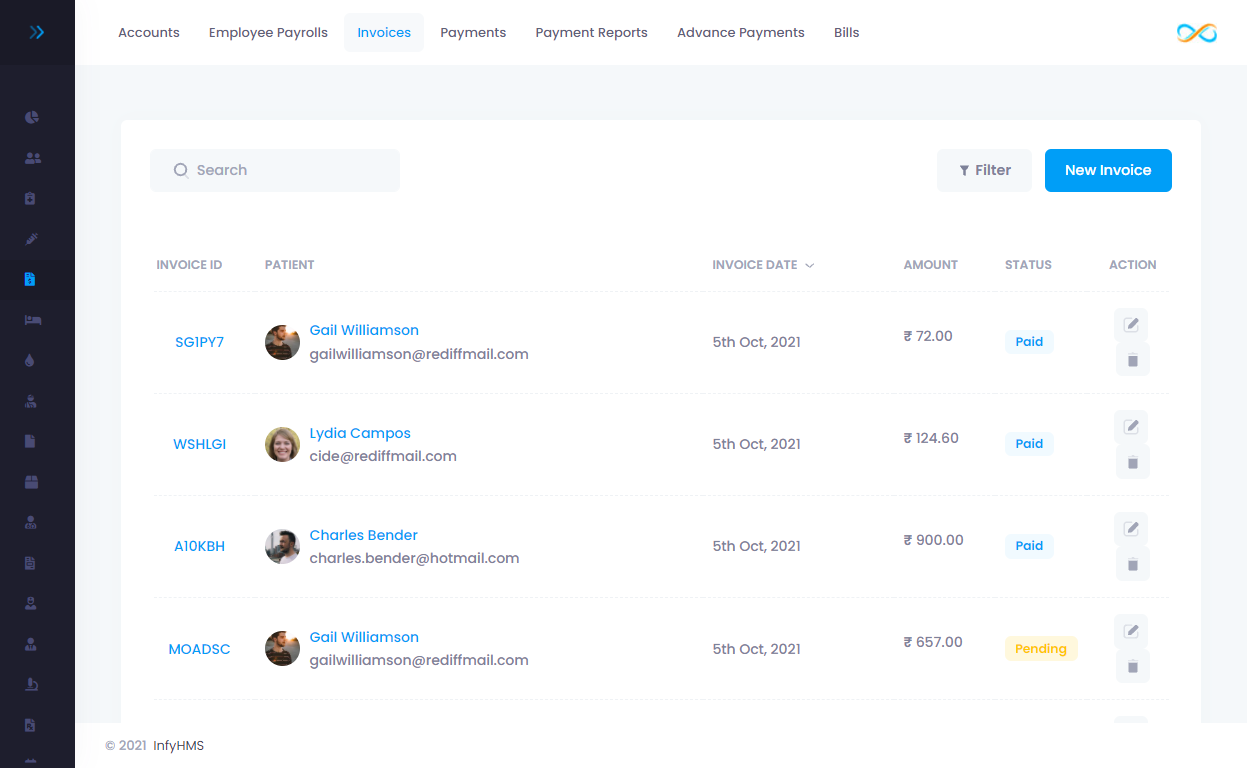 Accounts Employee Payrolls Invoices Payments Payment Reports Advance Payments Bills
Search Filter New Invoice
INVOICE ID PATIENT INVOICE DATE AMOUNT STATUS ACTION
SG1PY7 Gail Williamson gailwilliamson@rediffmail.com 5th Oct, 2021 ₹ 72.00 Paid
WSHLGI Lydia Campos cide@rediffmail.com 5th Oct, 2021 ₹ 124.60 Paid
A10KBH Charles Bender charles.bender@hotmail.com 5th Oct, 2021 ₹ 900.00 Paid
MOADSC Gail Williamson gailwilliamson@rediffmail.com 5th Oct, 2021 ₹ 657.00 Pending
© 2021 InfyHMS